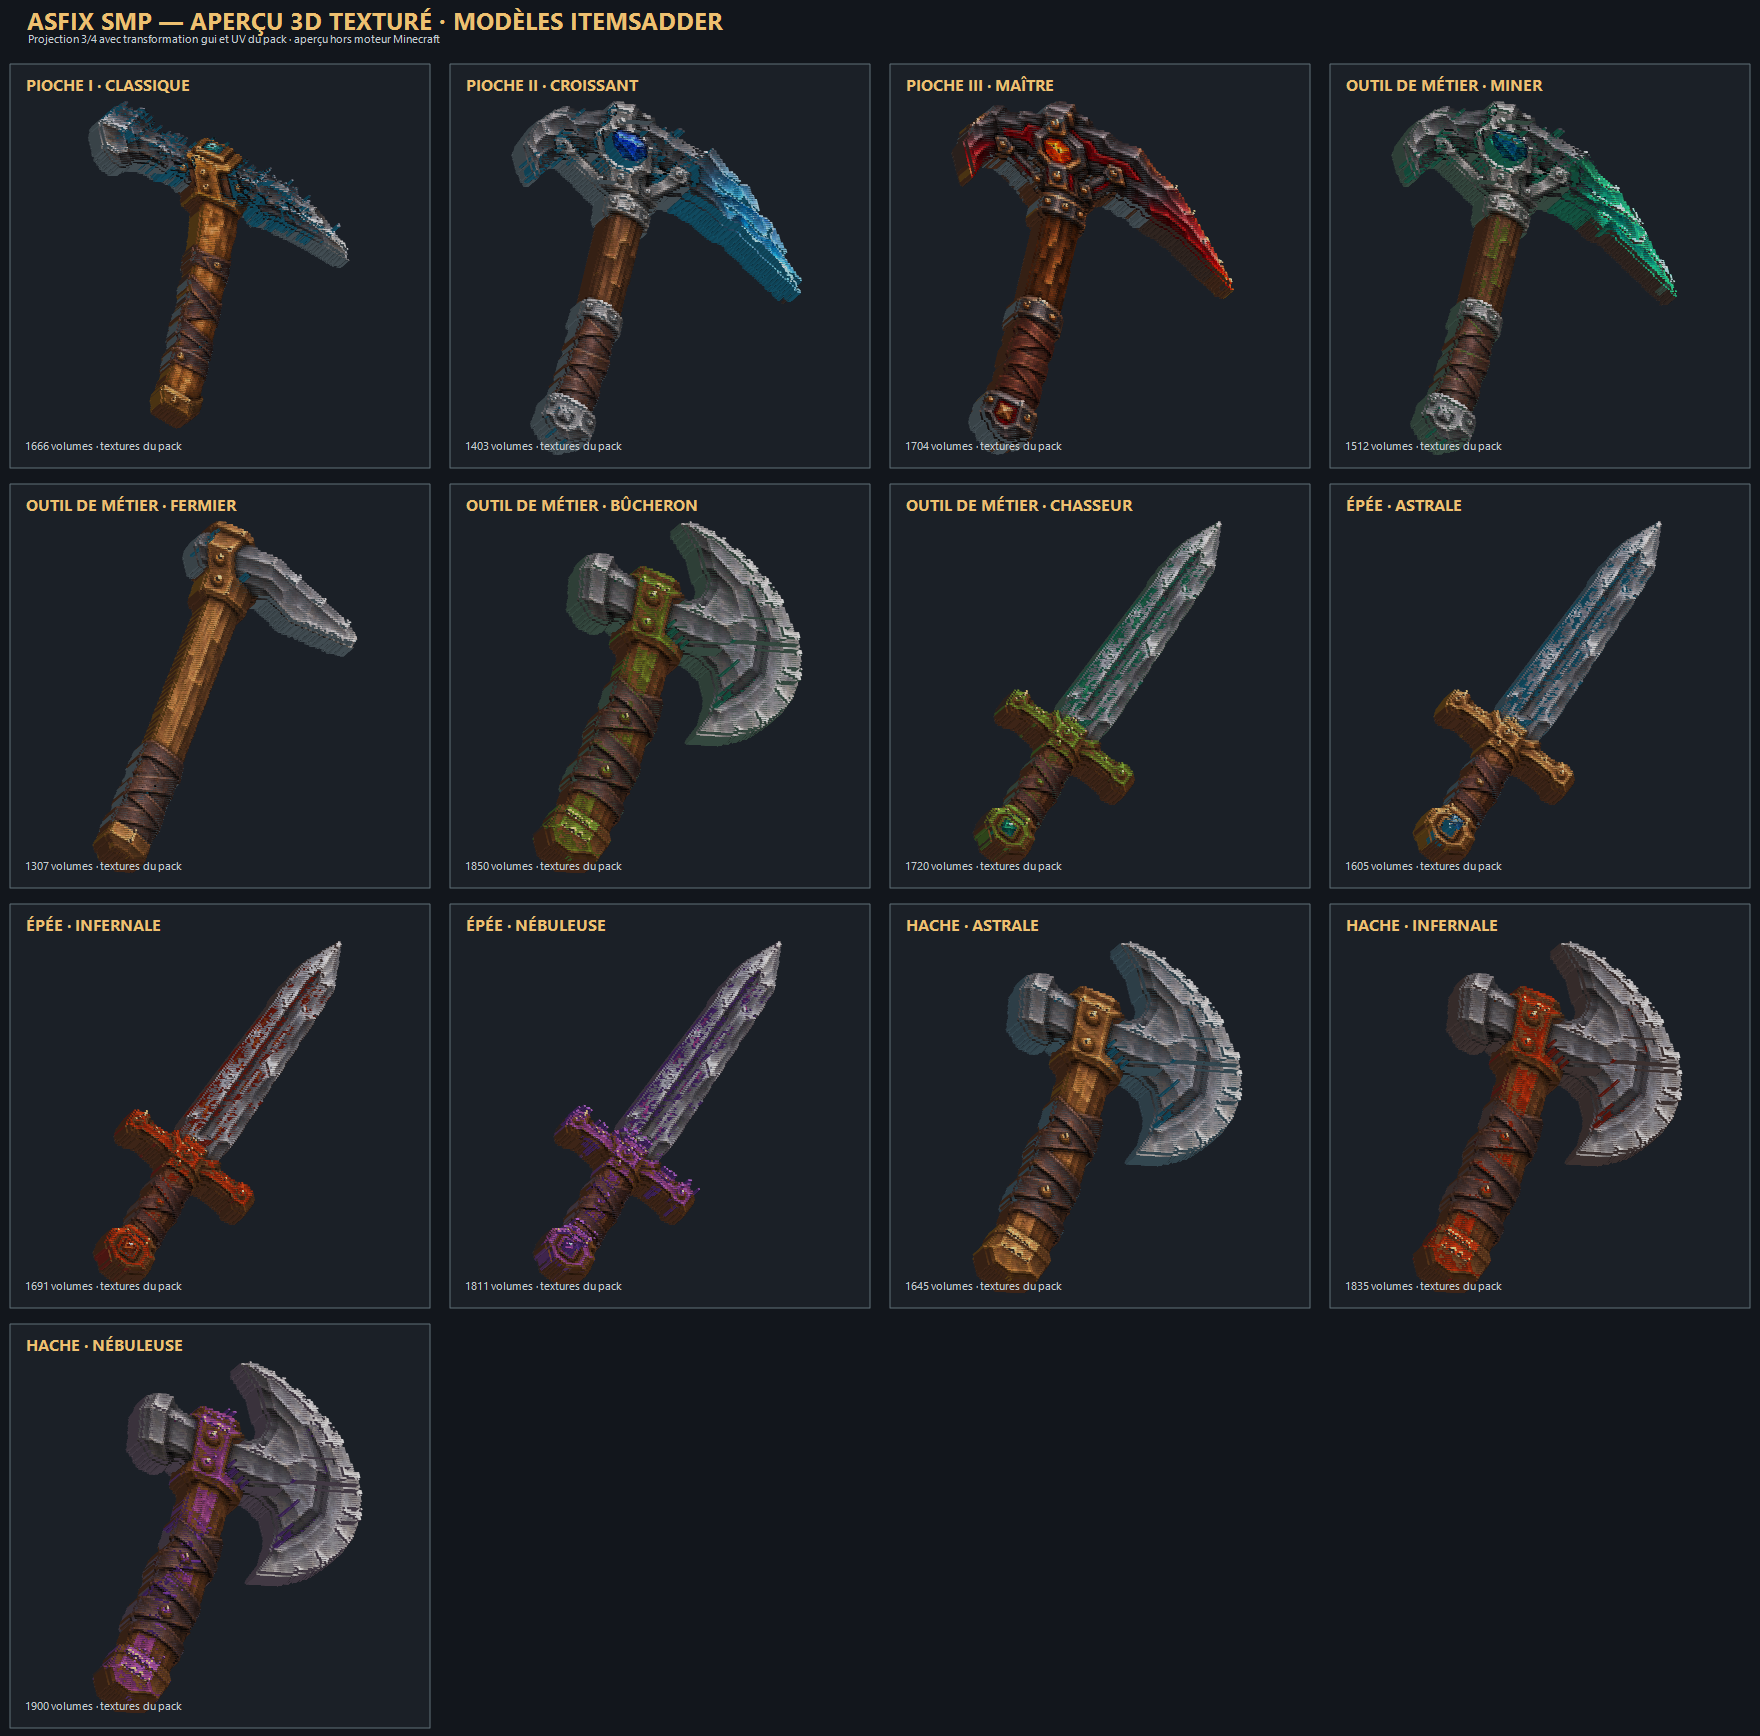 ASFIX SMP — APERÇU 3D TEXTURÉ · MODÈLES ITEMSADDER
Projection 3/4 avec transformation gui et UV du pack · aperçu hors moteur Minecraft
PIOCHE I · CLASSIQUE
1666 volumes · textures du pack
PIOCHE II · CROISSANT
1403 volumes · textures du pack
PIOCHE III · MAÎTRE
1704 volumes · textures du pack
OUTIL DE MÉTIER · MINER
1512 volumes · textures du pack
OUTIL DE MÉTIER · FERMIER
1307 volumes · textures du pack
OUTIL DE MÉTIER · BÛCHERON
1850 volumes · textures du pack
OUTIL DE MÉTIER · CHASSEUR
1720 volumes · textures du pack
ÉPÉE · ASTRALE
1605 volumes · textures du pack
ÉPÉE · INFERNALE
1691 volumes · textures du pack
ÉPÉE · NÉBULEUSE
1811 volumes · textures du pack
HACHE · ASTRALE
1645 volumes · textures du pack
HACHE · INFERNALE
1835 volumes · textures du pack
HACHE · NÉBULEUSE
1900 volumes · textures du pack